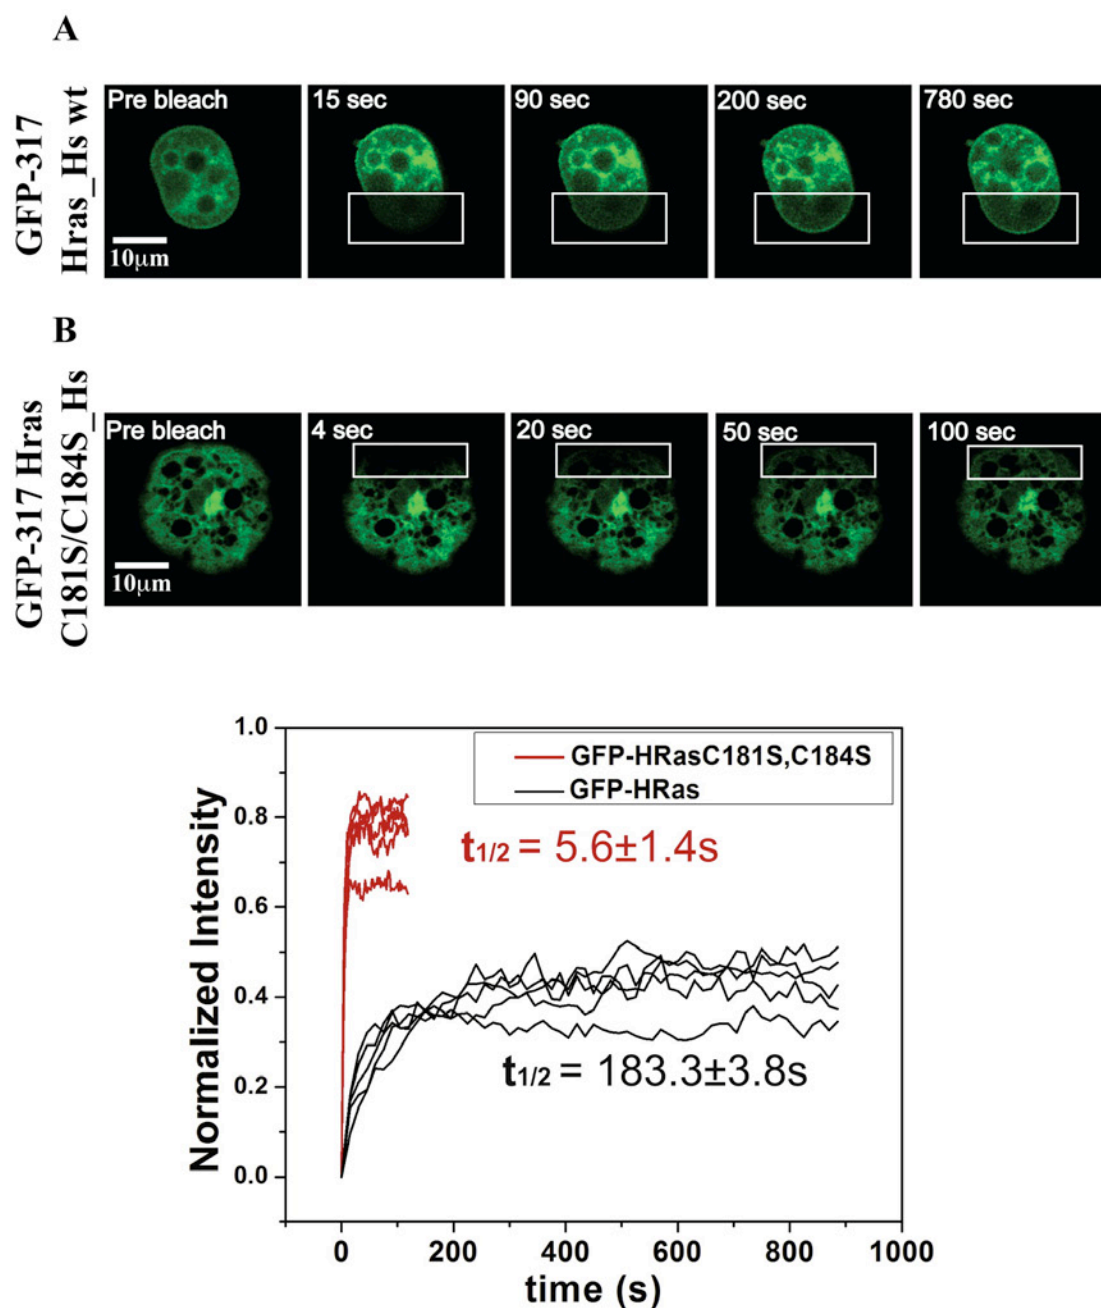 A
GFP-317
Hras_Hs wt
Pre bleach
15 sec
90 sec
200 sec
780 sec
10μm
B
GFP-317 Hras
C181S/C184S_Hs
Pre bleach
4 sec
20 sec
50 sec
100 sec
10μm
Normalized Intensity
1.0
0.8
0.6
0.4
0.2
0.0
GFP-HRasC181S,C184S
GFP-HRas
t1/2 = 5.6±1.4s
t1/2 = 183.3±3.8s
0 200 400 600 800 1000
time (s)